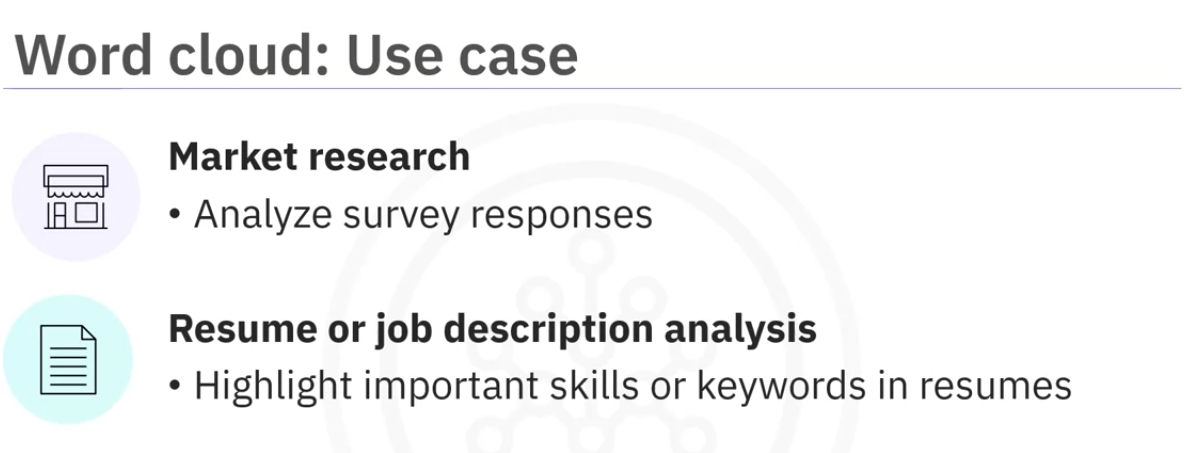 Word cloud: Use case
Market research
• Analyze survey responses
Resume or job description analysis
• Highlight important skills or keywords in resumes